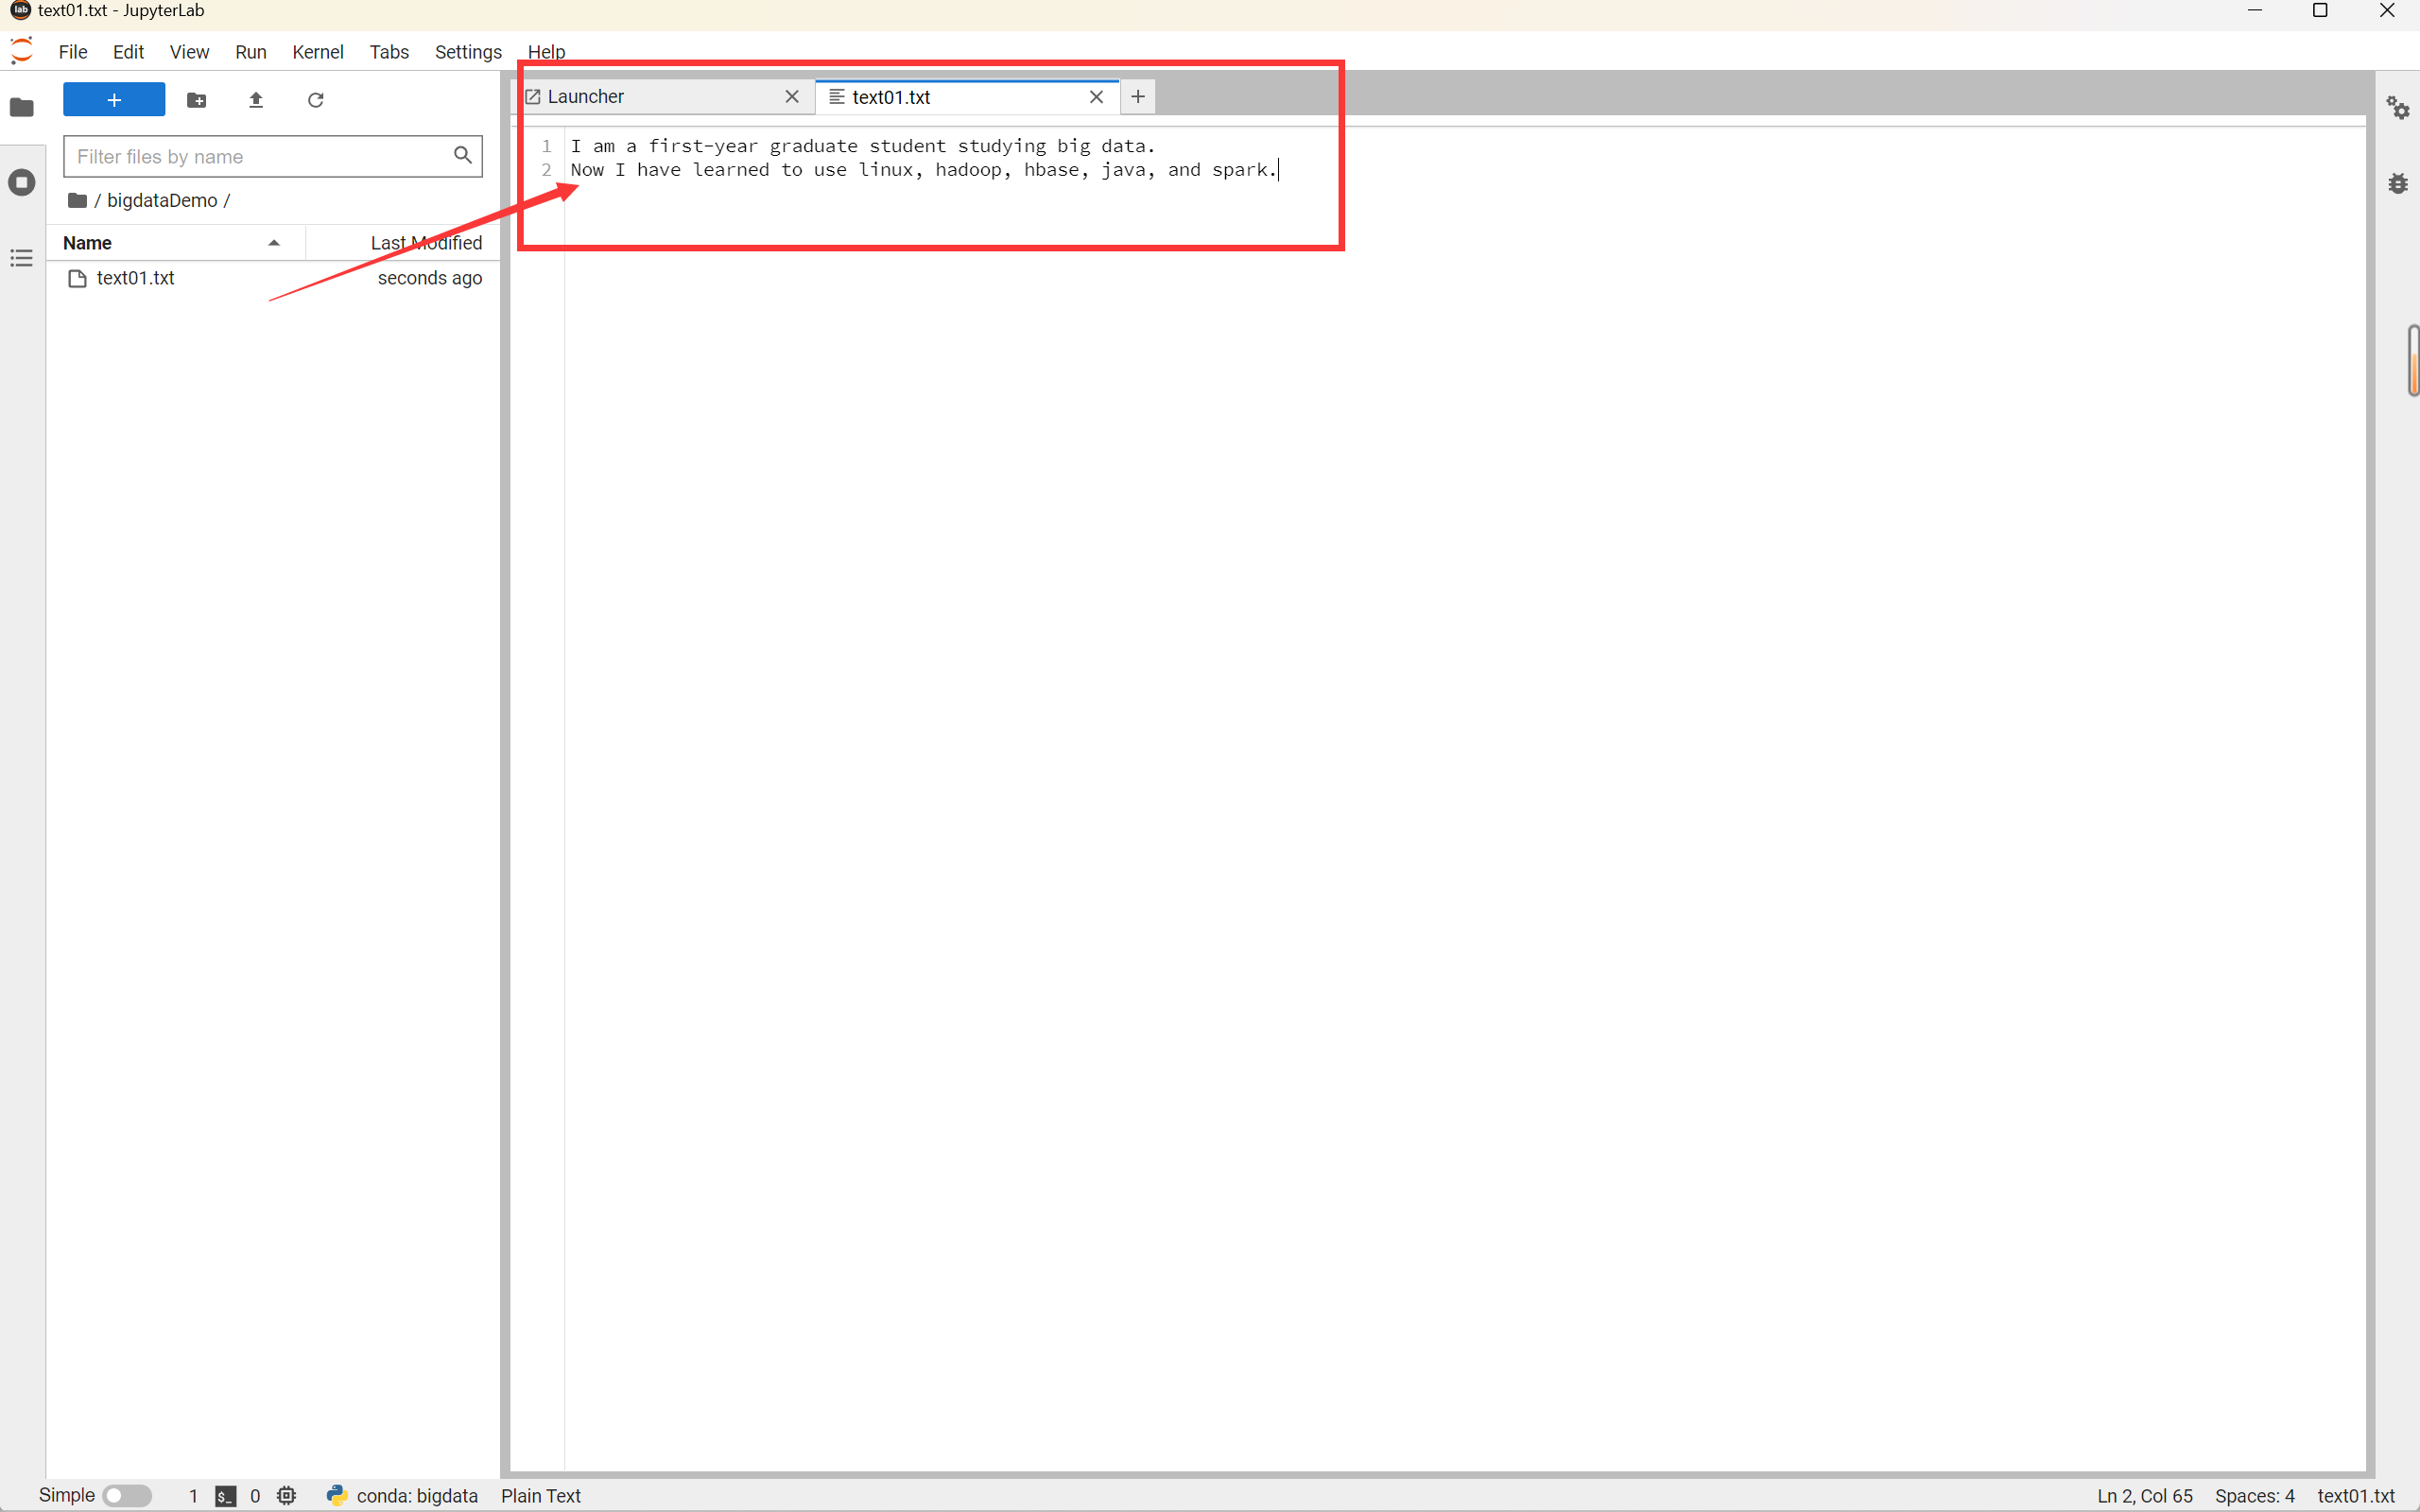 text01.txt - JupyterLab
File Edit View Run Kernel Tabs Settings Help
Launcher
text01.txt
Filter files by name
/ bigdataDemo /
Name Last Modified
text01.txt seconds ago
1 I am a first-year graduate student studying big data.
2 Now I have learned to use linux, hadoop, hbase, java, and spark.
Simple 1 $_ 0 conda: bigdata Plain Text Ln 2, Col 65 Spaces: 4 text01.txt